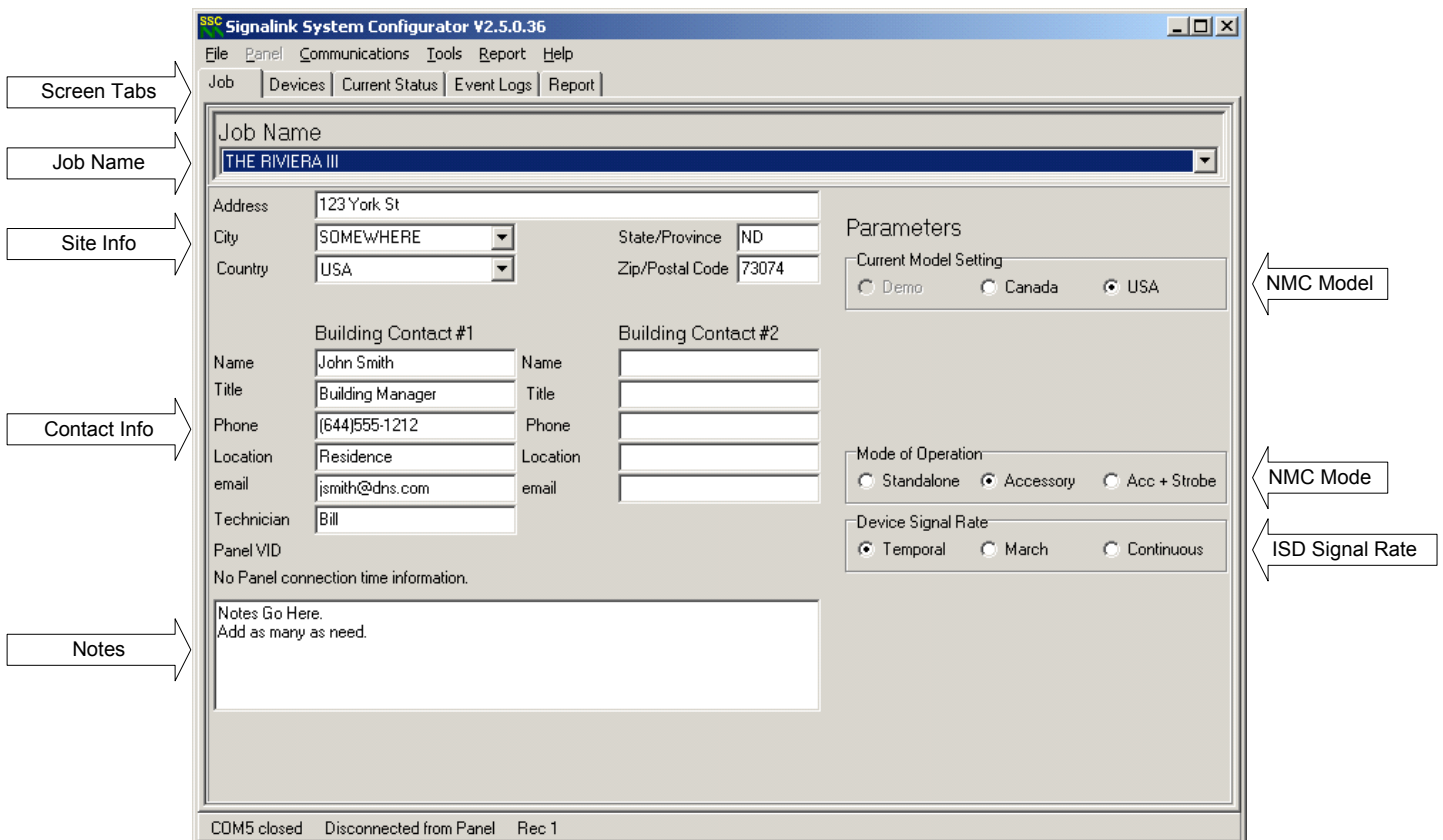 SSC Signalink System Configurator V2.5.0.36
File Panel Communications Tools Report Help
Screen Tabs
Job Devices Current Status Event Logs Report
Job Name
Job Name
THE RIVIERA III
Site Info
Address 123 York St
City SOMEWHERE State/Province ND
Country USA Zip/Postal Code 73074
Parameters
Current Model Setting
Demo Canada USA
NMC Model
Building Contact #1 Building Contact #2
Contact Info
Name John Smith Name
Title Building Manager Title
Phone (644)555-1212 Phone
Location Residence Location
email jsmith@dns.com email
Technician Bill
Mode of Operation
Standalone Accessory Acc + Strobe
NMC Mode
Device Signal Rate
Temporal March Continuous
ISD Signal Rate
Panel VID
No Panel connection time information.
Notes
Notes Go Here.
Add as many as need.
COM5 closed Disconnected from Panel Rec 1